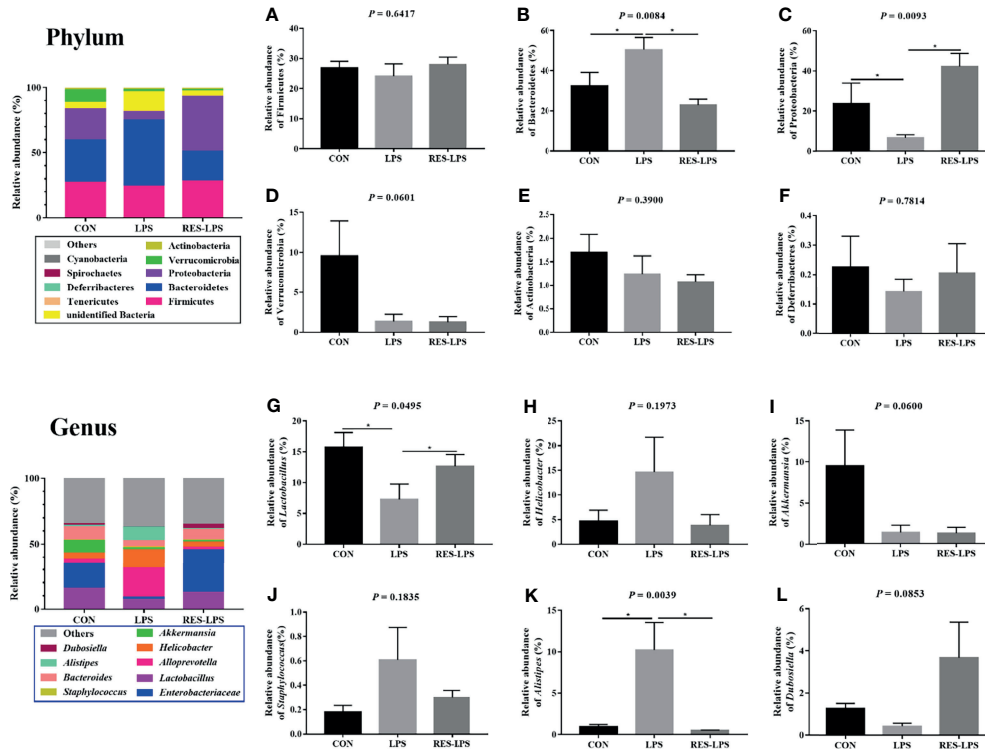 Phylum
Relative abundance (%)
100
50
0
CON LPS RES-LPS
Others Actinobacteria
Cyanobacteria Verrucomicrobia
Spirochaetes Proteobacteria
Deferribacteres Bacteroidetes
Tenericutes Firmicutes
unidentified Bacteria
A
P = 0.6417
Relative abundance (%)
of Firmicutes (%)
40
30
20
10
0
CON LPS RES-LPS
B
P = 0.0084
* *
Relative abundance (%)
of Bacteroidetes (%)
60
40
20
0
CON LPS RES-LPS
C
P = 0.0093
* *
Relative abundance (%)
of Proteobacteria (%)
60
40
20
0
CON LPS RES-LPS
D
P = 0.0601
Relative abundance (%)
of Verrucomicrobia (%)
15
10
5
0
CON LPS RES-LPS
E
P = 0.3900
Relative abundance (%)
of Actinobacteria (%)
2.5
2.0
1.5
1.0
0.5
0.0
CON LPS RES-LPS
F
P = 0.7814
Relative abundance (%)
of Deferribacteres (%)
0.4
0.3
0.2
0.1
0.0
CON LPS RES-LPS
Genus
Relative abundance (%)
100
50
0
CON LPS RES-LPS
Others Akkermansia
Dubosiella Helicobacter
Alistipes Alloprevotella
Bacteroides Lactobacillus
Staphylococcus Enterobacteriaceae
G
P = 0.0495
* *
Relative abundance
of Lactobacillus (%)
20
15
10
5
0
CON LPS RES-LPS
H
P = 0.1973
Relative abundance
of Helicobacter (%)
25
20
15
10
5
0
CON LPS RES-LPS
I
P = 0.0600
Relative abundance
of Akkermansia (%)
15
10
5
0
CON LPS RES-LPS
J
P = 0.1835
Relative abundance
of Staphylococcus(%)
1.0
0.8
0.6
0.4
0.2
0.0
CON LPS RES-LPS
K
P = 0.0039
* *
Relative abundance
of Alistipes (%)
15
10
5
0
CON LPS RES-LPS
L
P = 0.0853
Relative abundance
of Dubosiella (%)
6
4
2
0
CON LPS RES-LPS